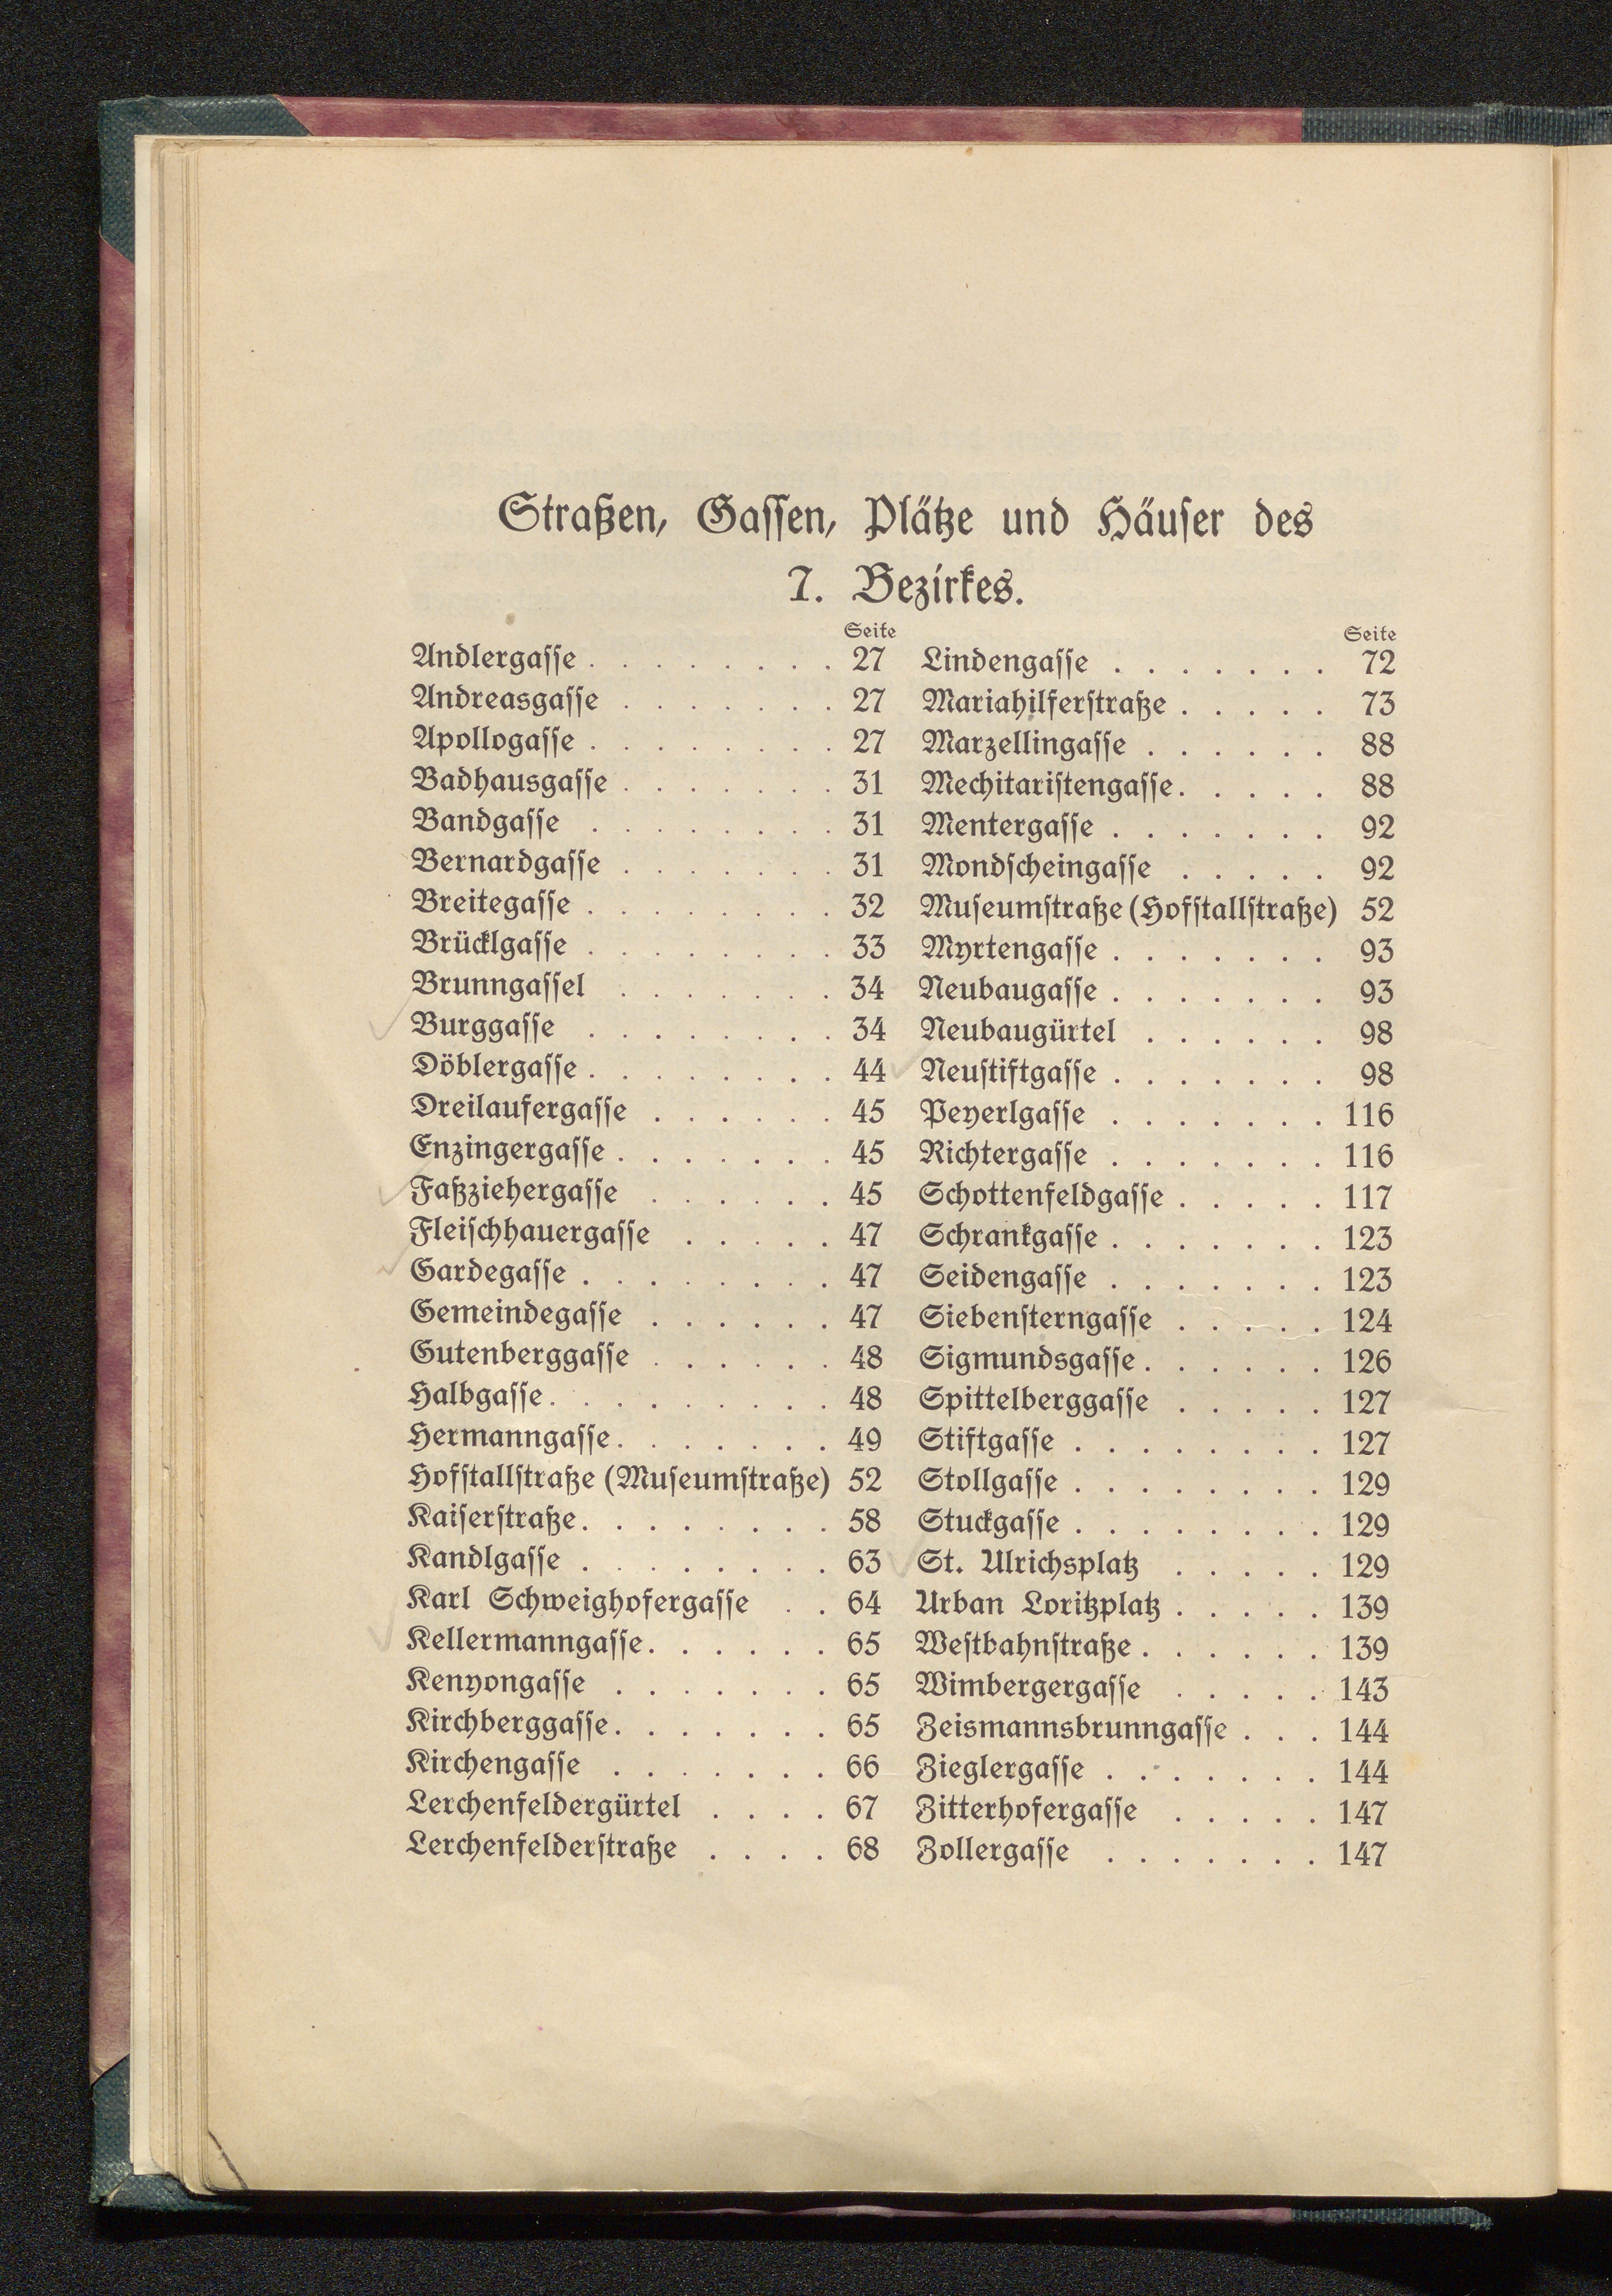 Straßen, Gassen, Plätze und Häuser des
7. Bezirkes.
Seite
Andlergasse . . . . . . . . 27
Andreasgasse . . . . . . . 27
Apollogasse . . . . . . . . 27
Badhausgasse . . . . . . . 31
Bandgasse . . . . . . . . 31
Bernardgasse . . . . . . . 31
Breitegasse . . . . . . . . 32
Brücklgasse . . . . . . . . 33
Brunngassel . . . . . . . 34
Burggasse . . . . . . . . 34
Döblergasse . . . . . . . . 44
Dreilaufergasse . . . . . . 45
Enzingergasse . . . . . . . 45
Faßziehergasse . . . . . . 45
Fleischhauergasse . . . . . 47
Gardegasse . . . . . . . . 47
Gemeindegasse . . . . . . 47
Gutenberggasse . . . . . . 48
Halbgasse . . . . . . . . . 48
Hermanngasse . . . . . . . 49
Hofstallstraße (Museumstraße) 52
Kaiserstraße . . . . . . . . 58
Kandlgasse . . . . . . . . 63
Karl Schweighofergasse . . 64
Kellermanngasse . . . . . . 65
Kenyongasse . . . . . . . 65
Kirchberggasse . . . . . . . 65
Kirchengasse . . . . . . . 66
Lerchenfeldergürtel . . . . 67
Lerchenfelderstraße . . . . 68
Seite
Lindengasse . . . . . . . 72
Mariahilferstraße . . . . . 73
Marzellingasse . . . . . . 88
Mechitaristengasse . . . . . 88
Mentergasse . . . . . . . 92
Mondscheingasse . . . . . 92
Museumstraße (Hofstallstraße) 52
Myrtengasse . . . . . . . 93
Neubaugasse . . . . . . . 93
Neubaugürtel . . . . . . 98
Neustiftgasse . . . . . . . 98
Peyerlgasse . . . . . . . 116
Richtergasse . . . . . . . 116
Schottenfeldgasse . . . . . 117
Schrankgasse . . . . . . . 123
Seidengasse . . . . . . . 123
Siebensterngasse . . . . . 124
Sigmundsgasse . . . . . . 126
Spittelberggasse . . . . . 127
Stiftgasse . . . . . . . . 127
Stollgasse . . . . . . . . 129
Stuckgasse . . . . . . . . 129
St. Ulrichsplatz . . . . . 129
Urban Loritzplatz . . . . . 139
Westbahnstraße . . . . . . 139
Wimbergergasse . . . . . 143
Zeismannsbrunngasse . . . 144
Zieglergasse . . . . . . . 144
Zitterhofergasse . . . . . 147
Zollergasse . . . . . . . 147